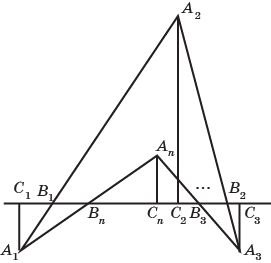 A₂
Aₙ
C₁ B₁ ... B₂
Bₙ Cₙ C₂ B₃ C₃
A₁ A₃